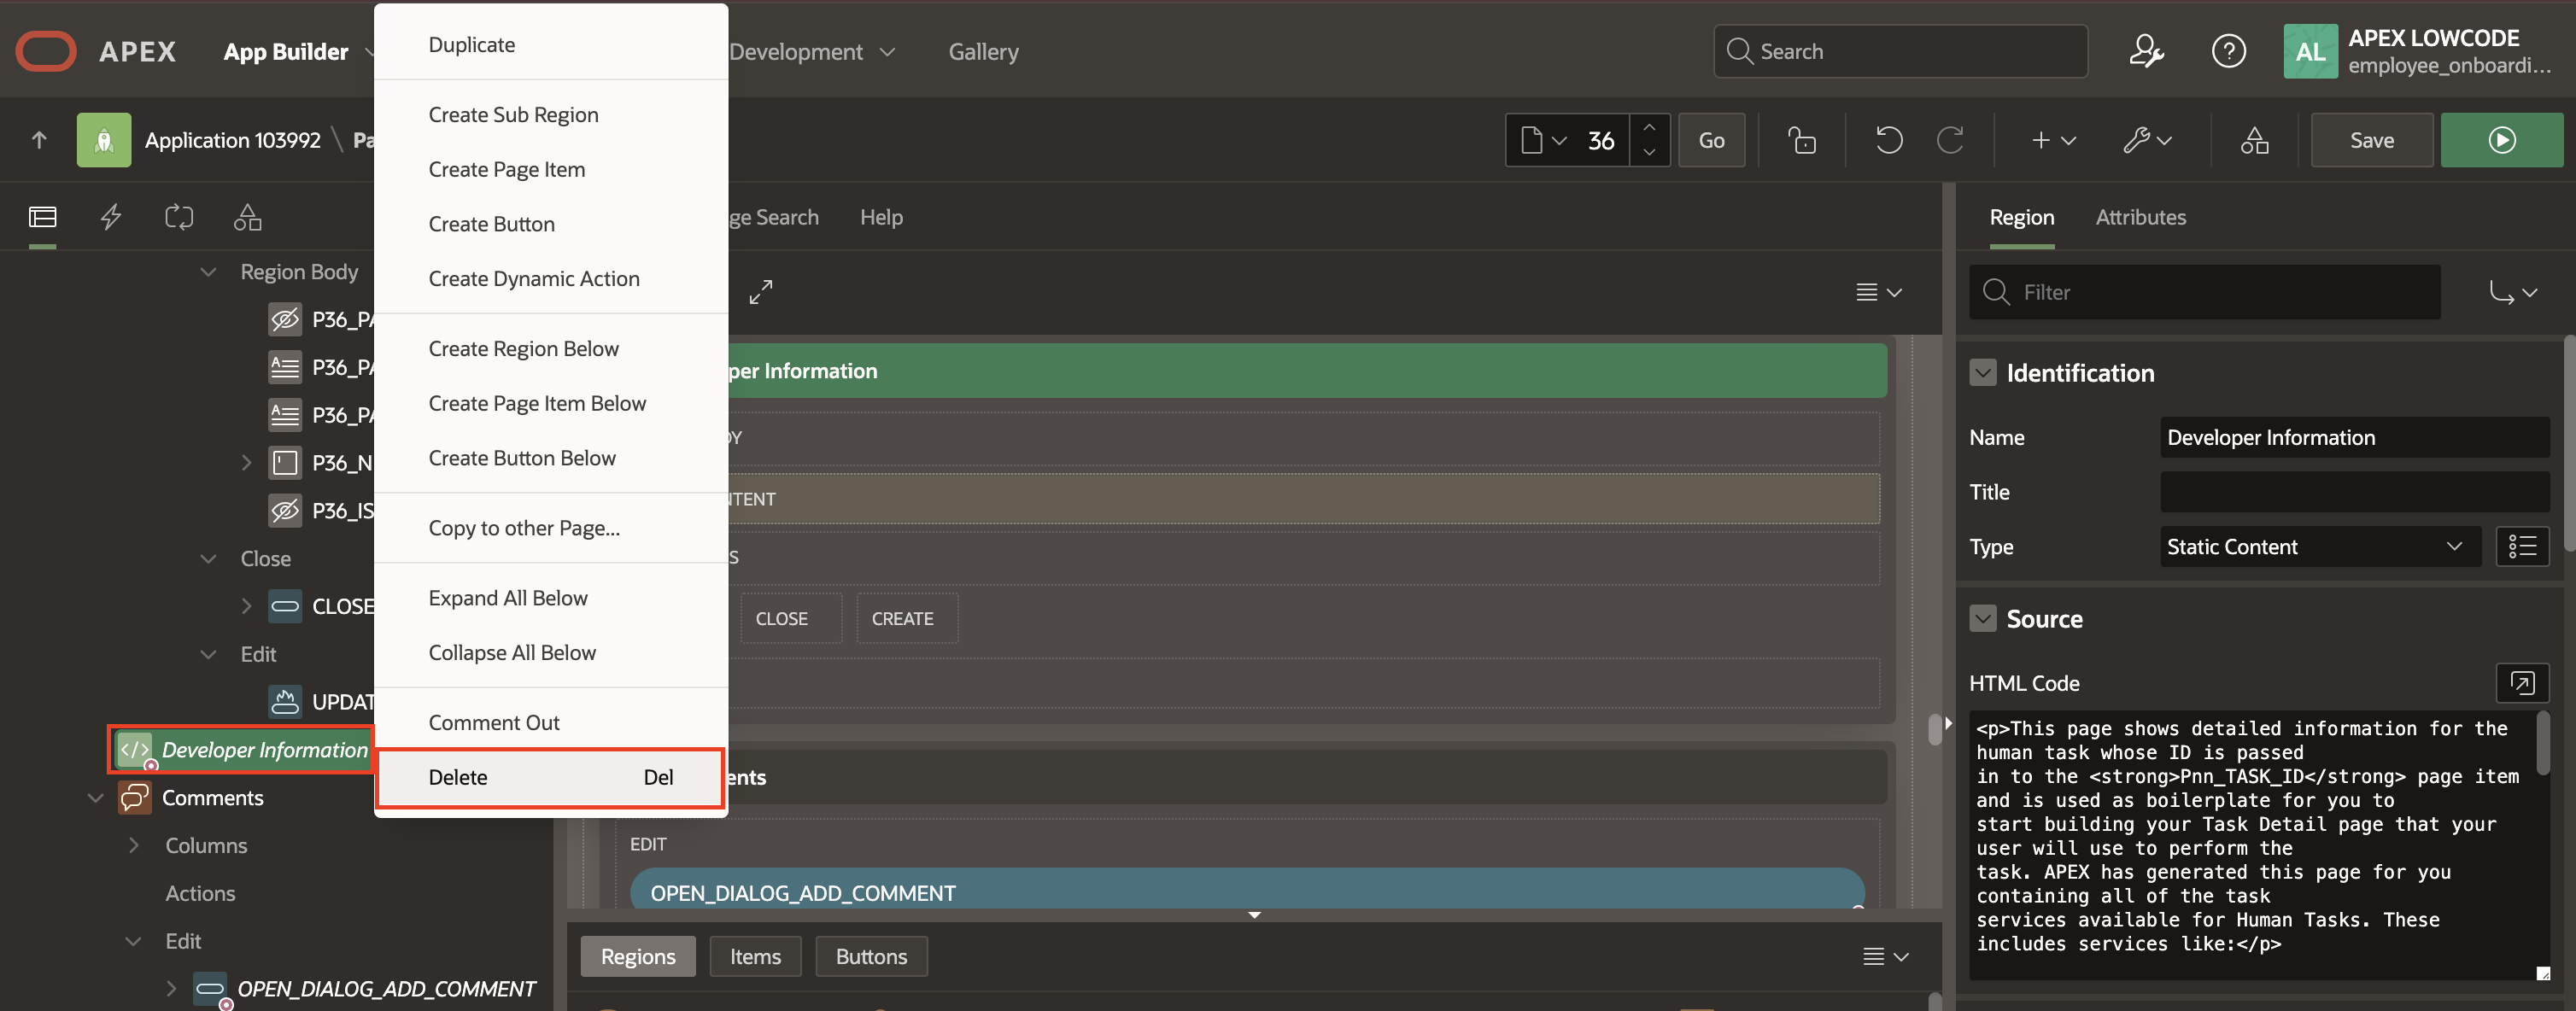 APEX
App Builder
Development
Gallery
Search
AL
APEX LOWCODE
employee_onboardi...
Application 103992 \ Pa
36
Go
Save
Duplicate
Create Sub Region
Create Page Item
Create Button
Create Dynamic Action
Create Region Below
Create Page Item Below
Create Button Below
Copy to other Page...
Expand All Below
Collapse All Below
Comment Out
Delete Del
Region Body
P36_PA
P36_PA
P36_PA
P36_N
P36_IS
Close
CLOSE
Edit
UPDAT
Developer Information
Comments
Columns
Actions
Edit
OPEN_DIALOG_ADD_COMMENT
ge Search
Help
per Information
DY
NTENT
S
CLOSE
CREATE
ents
EDIT
OPEN_DIALOG_ADD_COMMENT
Regions
Items
Buttons
Region
Attributes
Filter
Identification
Name
Developer Information
Title
Type
Static Content
Source
HTML Code
<p>This page shows detailed information for the
human task whose ID is passed
in to the <strong>Pnn_TASK_ID</strong> page item
and is used as boilerplate for you to
start building your Task Detail page that your
user will use to perform the
task. APEX has generated this page for you
containing all of the task
services available for Human Tasks. These
includes services like:</p>